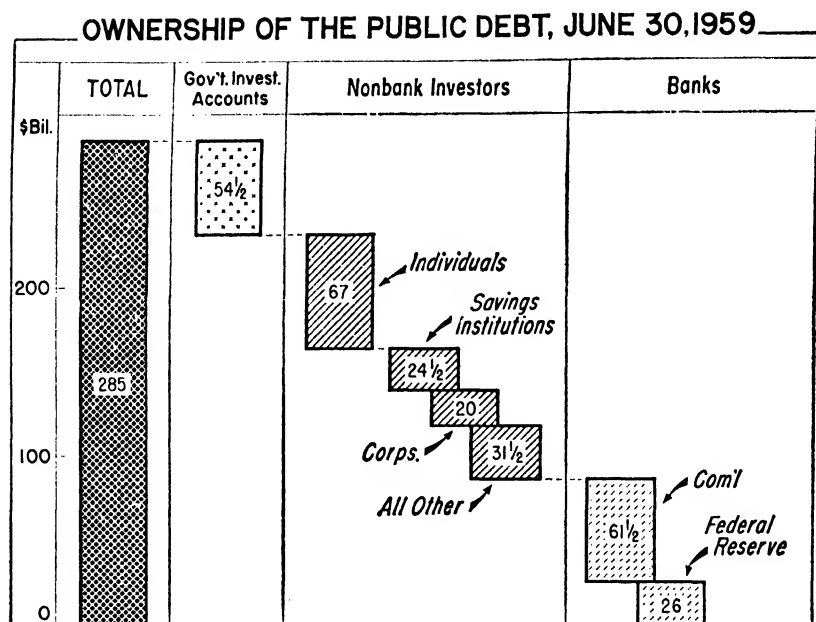 OWNERSHIP OF THE PUBLIC DEBT, JUNE 30, 1959
TOTAL
Gov't. Invest.
Accounts
Nonbank Investors
Banks
$Bil.
54½
Individuals
200
67
Savings
Institutions
24½
285
20
100
Corps.
31½
All Other
Com'l
61½
Federal
Reserve
26
0